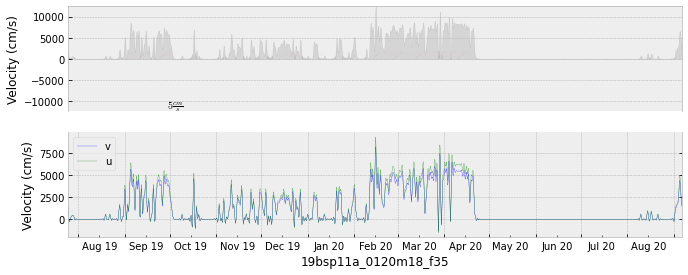 10000
5000
0
−5000
−10000
Velocity (cm/s)
5 cm/s
7500
5000
2500
0
Velocity (cm/s)
v
u
Aug 19 Sep 19 Oct 19 Nov 19 Dec 19 Jan 20 Feb 20 Mar 20 Apr 20 May 20 Jun 20 Jul 20 Aug 20
19bsp11a_0120m18_f35